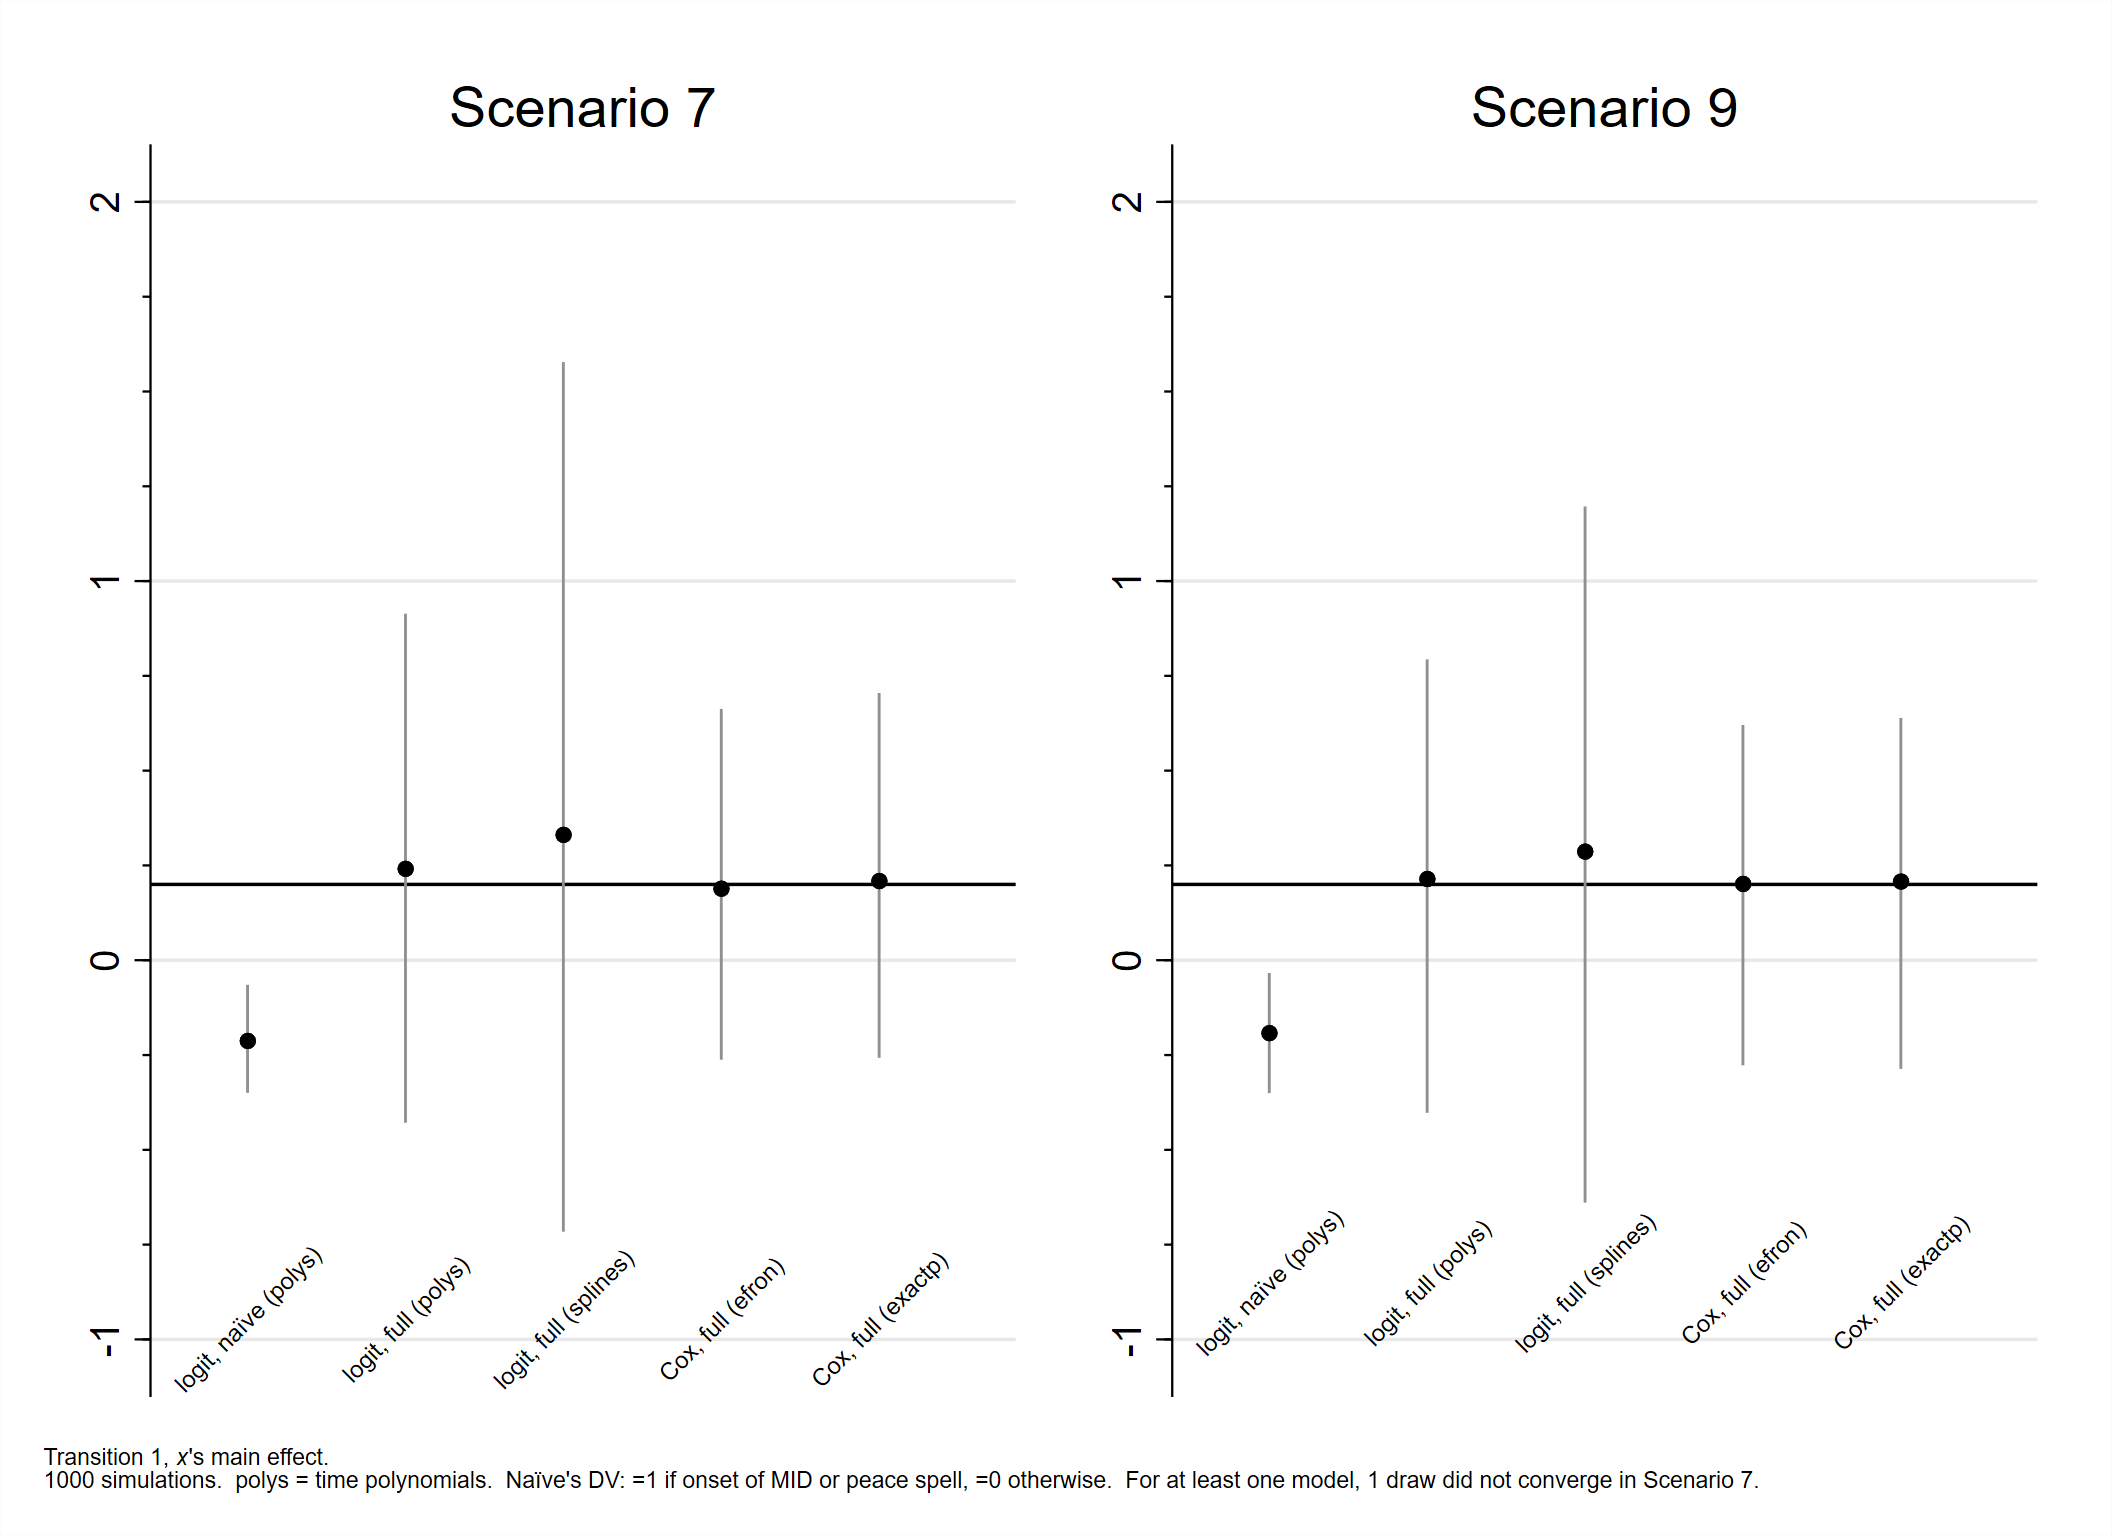 Scenario 7
2
1
0
-1
logit, naïve (polys)
logit, full (polys)
logit, full (splines)
Cox, full (efron)
Cox, full (exactp)
Scenario 9
2
1
0
-1
logit, naïve (polys)
logit, full (polys)
logit, full (splines)
Cox, full (efron)
Cox, full (exactp)
Transition 1, x's main effect.
1000 simulations.  polys = time polynomials.  Naïve's DV: =1 if onset of MID or peace spell, =0 otherwise.  For at least one model, 1 draw did not converge in Scenario 7.